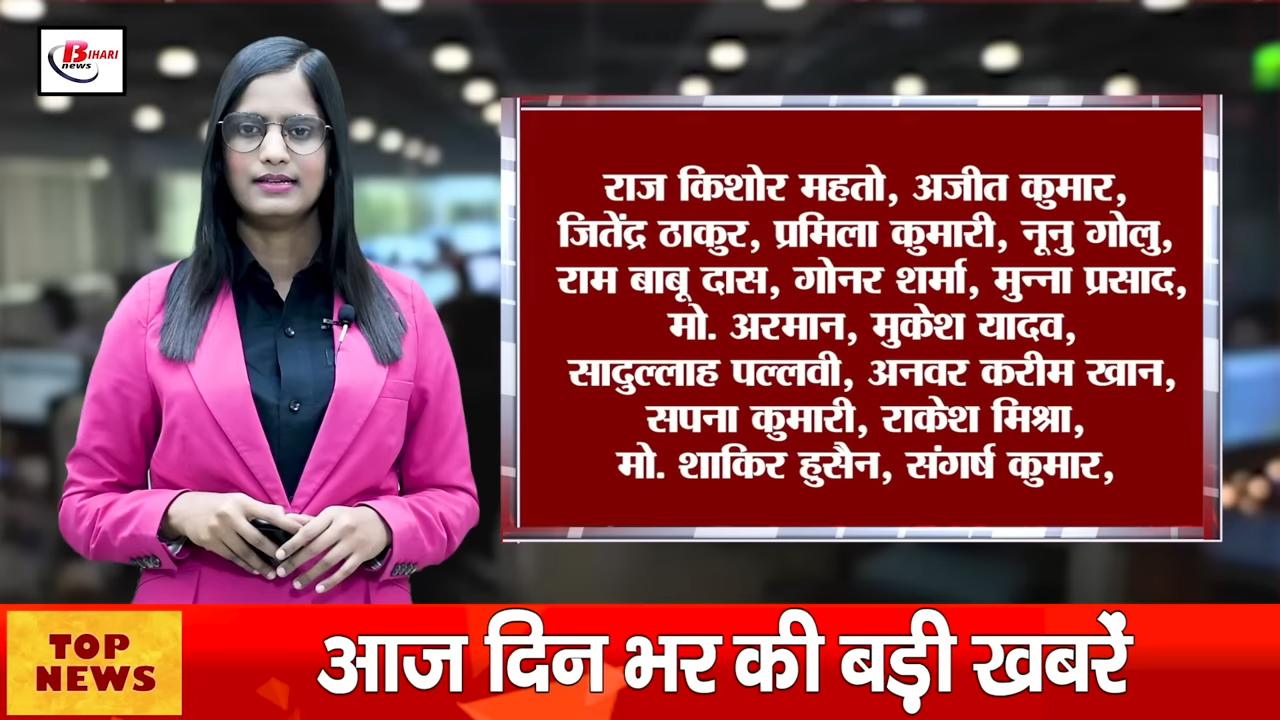 BIHARI
news
राज किशोर महतो, अजीत कुमार,
जितेंद्र ठाकुर, प्रमिला कुमारी, नूनु गोलु,
राम बाबू दास, गोनर शर्मा, मुन्ना प्रसाद,
मो. अरमान, मुकेश यादव,
सादुल्लाह पल्लवी, अनवर करीम खान,
सपना कुमारी, राकेश मिश्रा,
मो. शाकिर हुसैन, संगर्ष कुमार,
TOP
NEWS
आज दिन भर की बड़ी खबरें